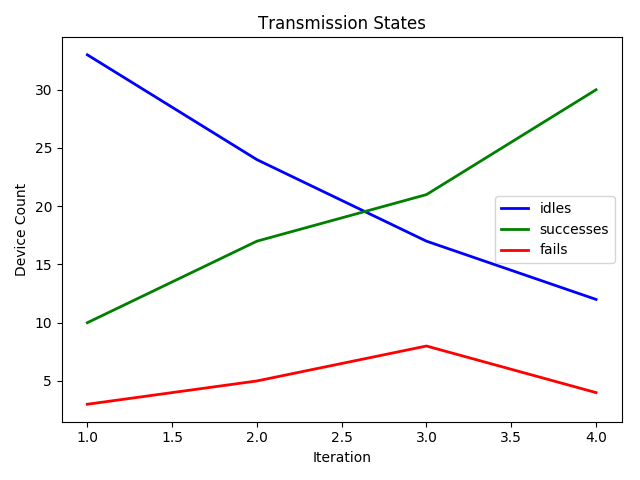 Transmission States
Device Count
30
25
20
15
10
5
idles
successes
fails
1.0 1.5 2.0 2.5 3.0 3.5 4.0
Iteration